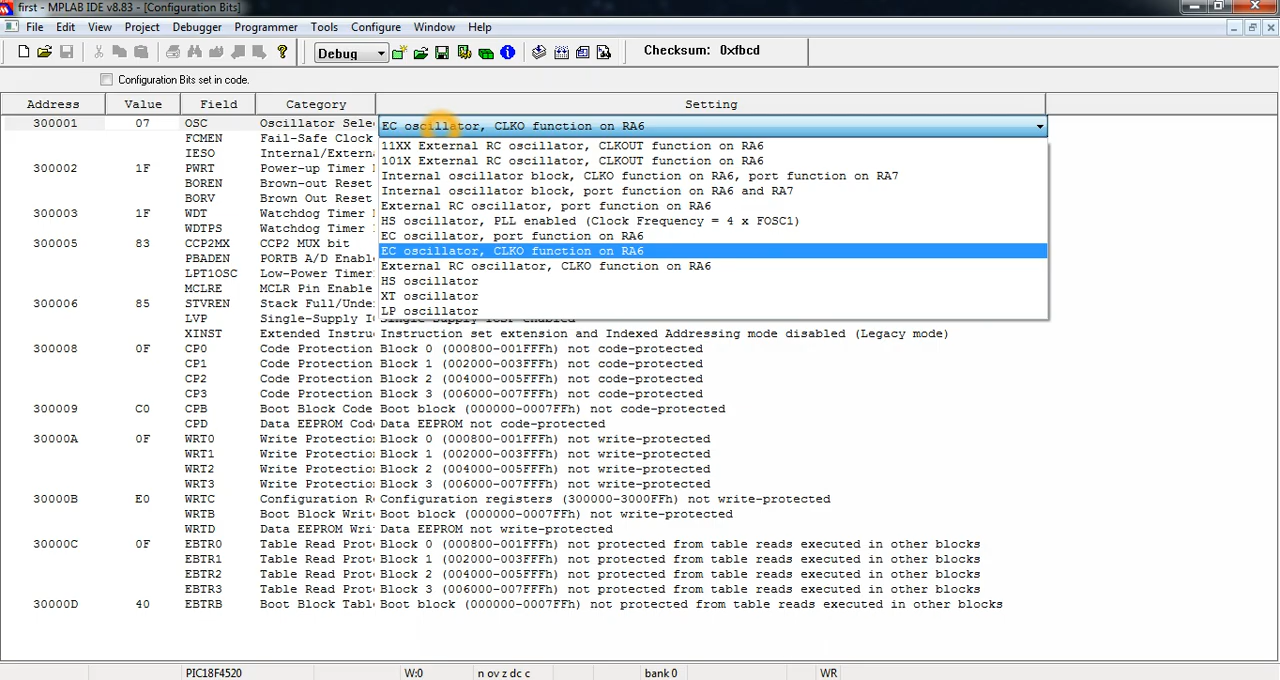 first - MPLAB IDE v8.83 - [Configuration Bits]
File Edit View Project Debugger Programmer Tools Configure Window Help
Debug Checksum: 0xfbcd
Configuration Bits set in code.
Address Value Field Category Setting
300001 07 OSC Oscillator Sele EC oscillator, CLKO function on RA6
FCMEN Fail-Safe Clock 11XX External RC oscillator, CLKOUT function on RA6
IESO Internal/Extern 101X External RC oscillator, CLKOUT function on RA6
300002 1F PWRT Power-up Timer Internal oscillator block, CLKO function on RA6, port function on RA7
BOREN Brown-out Reset Internal oscillator block, port function on RA6 and RA7
BORV Brown Out Reset External RC oscillator, port function on RA6
300003 1F WDT Watchdog Timer HS oscillator, PLL enabled (Clock Frequency = 4 x FOSC1)
WDTPS Watchdog Timer EC oscillator, port function on RA6
300005 83 CCP2MX CCP2 MUX bit EC oscillator, CLKO function on RA6
PBADEN PORTB A/D Enabl External RC oscillator, CLKO function on RA6
LPT1OSC Low-Power Timer HS oscillator
MCLRE MCLR Pin Enable XT oscillator
300006 85 STVREN Stack Full/Unde LP oscillator
LVP Single-Supply I
XINST Extended Instru Instruction set extension and Indexed Addressing mode disabled (Legacy mode)
300008 0F CP0 Code Protection Block 0 (000800-001FFFh) not code-protected
CP1 Code Protection Block 1 (002000-003FFFh) not code-protected
CP2 Code Protection Block 2 (004000-005FFFh) not code-protected
CP3 Code Protection Block 3 (006000-007FFFh) not code-protected
300009 C0 CPB Boot Block Code Boot block (000000-0007FFh) not code-protected
CPD Data EEPROM Cod Data EEPROM not code-protected
30000A 0F WRT0 Write Protection Block 0 (000800-001FFFh) not write-protected
WRT1 Write Protection Block 1 (002000-003FFFh) not write-protected
WRT2 Write Protection Block 2 (004000-005FFFh) not write-protected
WRT3 Write Protection Block 3 (006000-007FFFh) not write-protected
30000B E0 WRTC Configuration R Configuration registers (300000-3000FFh) not write-protected
WRTB Boot Block Writ Boot block (000000-0007FFh) not write-protected
WRTD Data EEPROM Wri Data EEPROM not write-protected
30000C 0F EBTR0 Table Read Prot Block 0 (000800-001FFFh) not protected from table reads executed in other blocks
EBTR1 Table Read Prot Block 1 (002000-003FFFh) not protected from table reads executed in other blocks
EBTR2 Table Read Prot Block 2 (004000-005FFFh) not protected from table reads executed in other blocks
EBTR3 Table Read Prot Block 3 (006000-007FFFh) not protected from table reads executed in other blocks
30000D 40 EBTRB Boot Block Tabl Boot block (000000-0007FFh) not protected from table reads executed in other blocks
PIC18F4520 W:0 n ov z dc c bank 0 WR